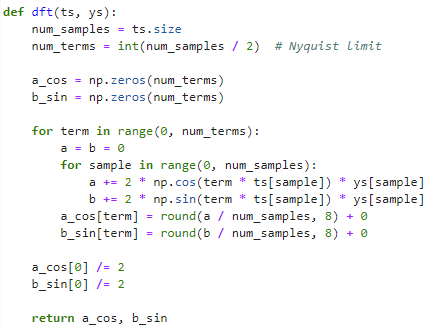 def dft(ts, ys):
    num_samples = ts.size
    num_terms = int(num_samples / 2)  # Nyquist limit

    a_cos = np.zeros(num_terms)
    b_sin = np.zeros(num_terms)

    for term in range(0, num_terms):
        a = b = 0
        for sample in range(0, num_samples):
            a += 2 * np.cos(term * ts[sample]) * ys[sample]
            b += 2 * np.sin(term * ts[sample]) * ys[sample]
        a_cos[term] = round(a / num_samples, 8) + 0
        b_sin[term] = round(b / num_samples, 8) + 0

    a_cos[0] /= 2
    b_sin[0] /= 2

    return a_cos, b_sin